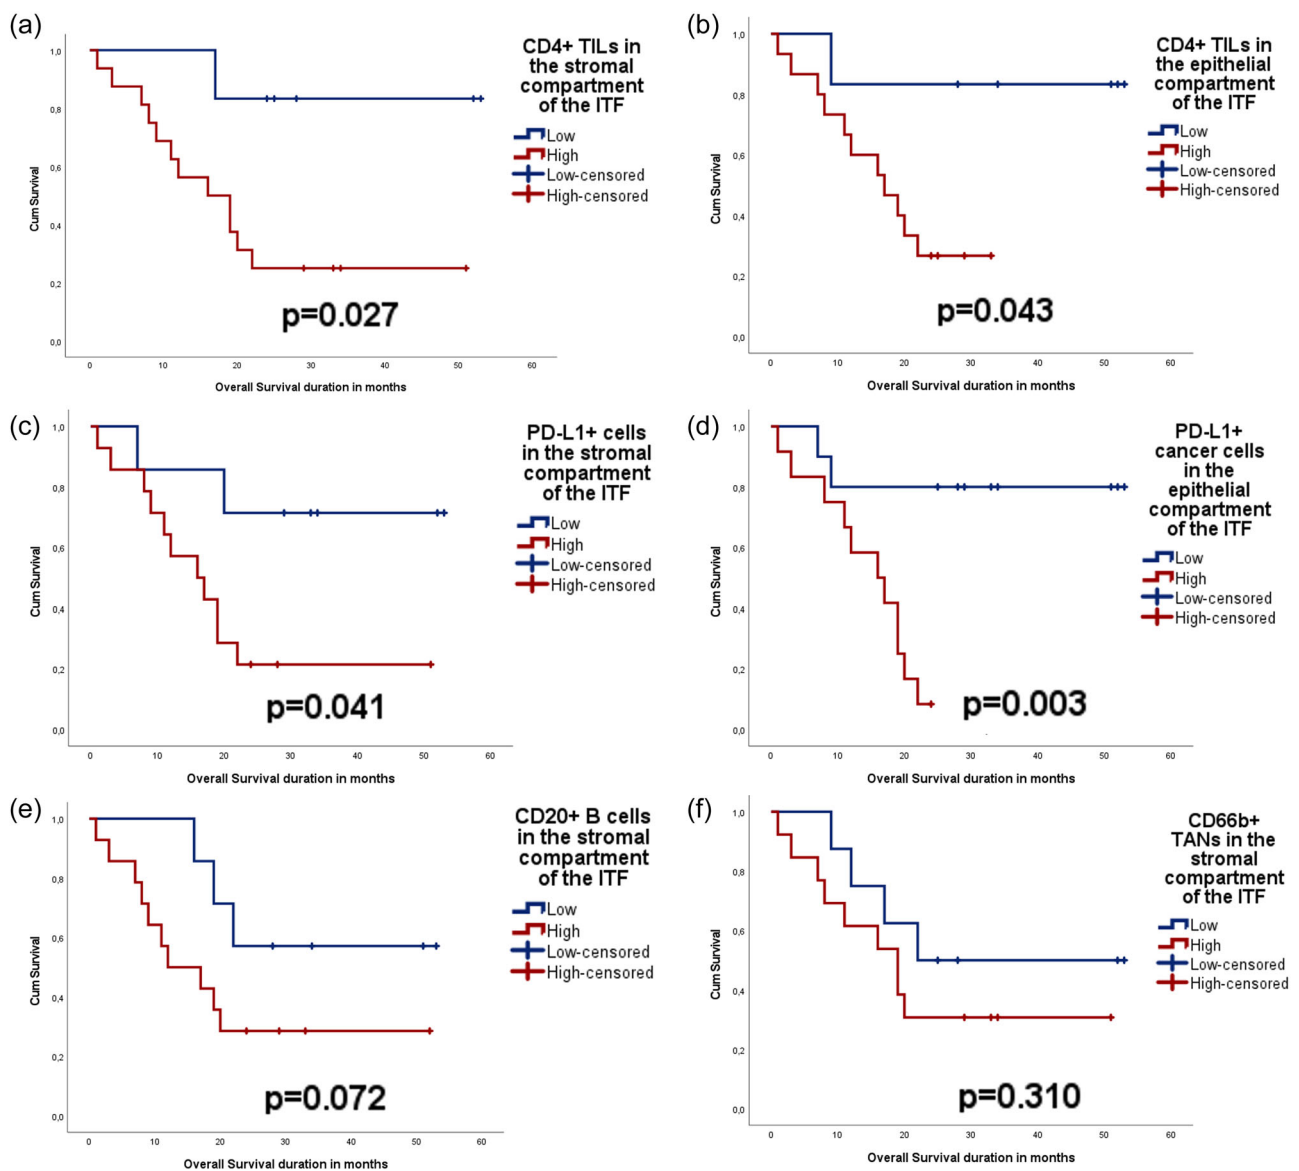 (a)
CD4+ TILs in
the stromal
compartment
of the ITF
Low
High
Low-censored
High-censored
Cum Survival
1,0
0,8
0,6
0,4
0,2
0,0
p=0.027
0 10 20 30 40 50 60
Overall Survival duration in months
(b)
CD4+ TILs in
the epithelial
compartment
of the ITF
Low
High
Low-censored
High-censored
Cum Survival
1,0
0,8
0,6
0,4
0,2
0,0
p=0.043
0 10 20 30 40 50 60
Overall Survival duration in months
(c)
PD-L1+ cells
in the stromal
compartment
of the ITF
Low
High
Low-censored
High-censored
Cum Survival
1,0
0,8
0,6
0,4
0,2
0,0
p=0.041
0 10 20 30 40 50 60
Overall Survival duration in months
(d)
PD-L1+
cancer cells
in the
epithelial
compartment
of the ITF
Low
High
Low-censored
High-censored
Cum Survival
1,0
0,8
0,6
0,4
0,2
0,0
p=0.003
0 10 20 30 40 50 60
Overall Survival duration in months
(e)
CD20+ B cells
in the stromal
compartment
of the ITF
Low
High
Low-censored
High-censored
Cum Survival
1,0
0,8
0,6
0,4
0,2
0,0
p=0.072
0 10 20 30 40 50 60
Overall Survival duration in months
(f)
CD66b+
TANs in the
stromal
compartment
of the ITF
Low
High
Low-censored
High-censored
Cum Survival
1,0
0,8
0,6
0,4
0,2
0,0
p=0.310
0 10 20 30 40 50 60
Overall Survival duration in months